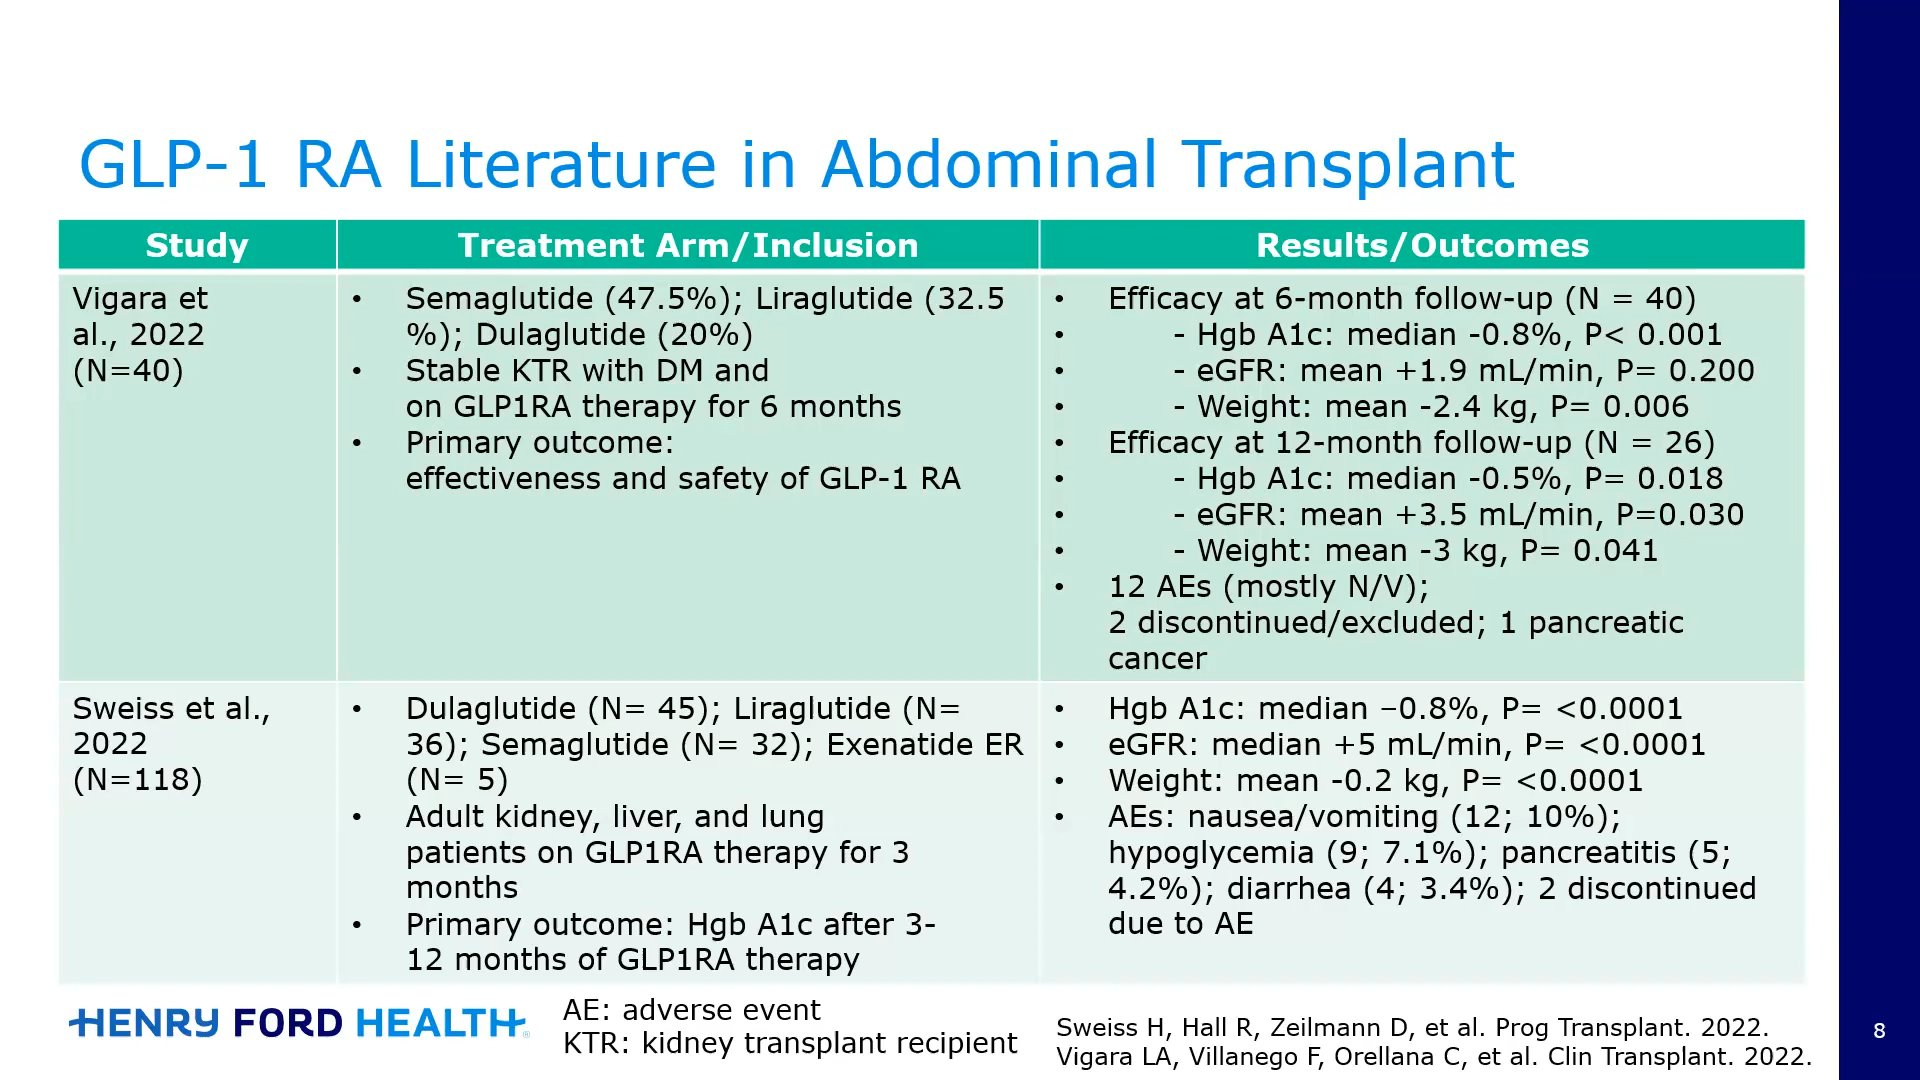 GLP-1 RA Literature in Abdominal Transplant
Study
Treatment Arm/Inclusion
Results/Outcomes
Vigara et
al., 2022
(N=40)
• Semaglutide (47.5%); Liraglutide (32.5
%); Dulaglutide (20%)
• Stable KTR with DM and
on GLP1RA therapy for 6 months
• Primary outcome:
effectiveness and safety of GLP-1 RA
• Efficacy at 6-month follow-up (N = 40)
• - Hgb A1c: median -0.8%, P< 0.001
• - eGFR: mean +1.9 mL/min, P= 0.200
• - Weight: mean -2.4 kg, P= 0.006
• Efficacy at 12-month follow-up (N = 26)
• - Hgb A1c: median -0.5%, P= 0.018
• - eGFR: mean +3.5 mL/min, P=0.030
• - Weight: mean -3 kg, P= 0.041
• 12 AEs (mostly N/V);
2 discontinued/excluded; 1 pancreatic
cancer
Sweiss et al.,
2022
(N=118)
• Dulaglutide (N= 45); Liraglutide (N=
36); Semaglutide (N= 32); Exenatide ER
(N= 5)
• Adult kidney, liver, and lung
patients on GLP1RA therapy for 3
months
• Primary outcome: Hgb A1c after 3-
12 months of GLP1RA therapy
• Hgb A1c: median −0.8%, P= <0.0001
• eGFR: median +5 mL/min, P= <0.0001
• Weight: mean -0.2 kg, P= <0.0001
• AEs: nausea/vomiting (12; 10%);
hypoglycemia (9; 7.1%); pancreatitis (5;
4.2%); diarrhea (4; 3.4%); 2 discontinued
due to AE
HENRY FORD HEALTH®
AE: adverse event
KTR: kidney transplant recipient
Sweiss H, Hall R, Zeilmann D, et al. Prog Transplant. 2022.
Vigara LA, Villanego F, Orellana C, et al. Clin Transplant. 2022.
8